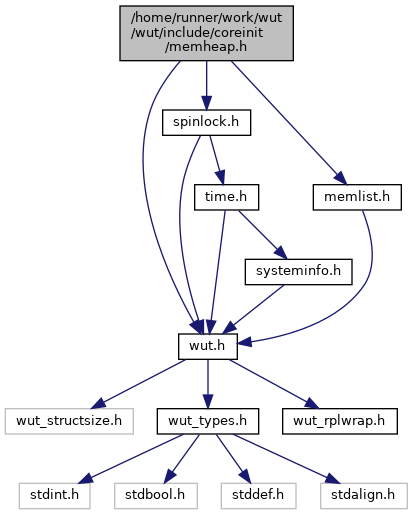 /home/runner/work/wut
/wut/include/coreinit
/memheap.h
spinlock.h
time.h
memlist.h
systeminfo.h
wut.h
wut_structsize.h
wut_types.h
wut_rplwrap.h
stdint.h
stdbool.h
stddef.h
stdalign.h